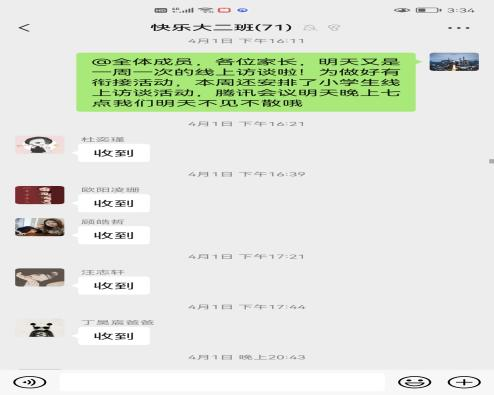 3:34
快乐大二班(71)
4月1日 下午16:11
@全体成员，各位家长，明天又是
一周一次的线上访谈啦！为做好有
衔接活动，本周还安排了小学生线
上访谈活动，腾讯会议明天晚上七
点我们明天不见不散哦
4月1日 下午16:21
杜奕瑾
收到
4月1日 下午16:39
欧阳凌珊
收到
顾皓哲
收到
4月1日 下午17:21
汪志轩
收到
4月1日 下午17:44
丁昊宸爸爸
收到
4月1日 晚上20:43